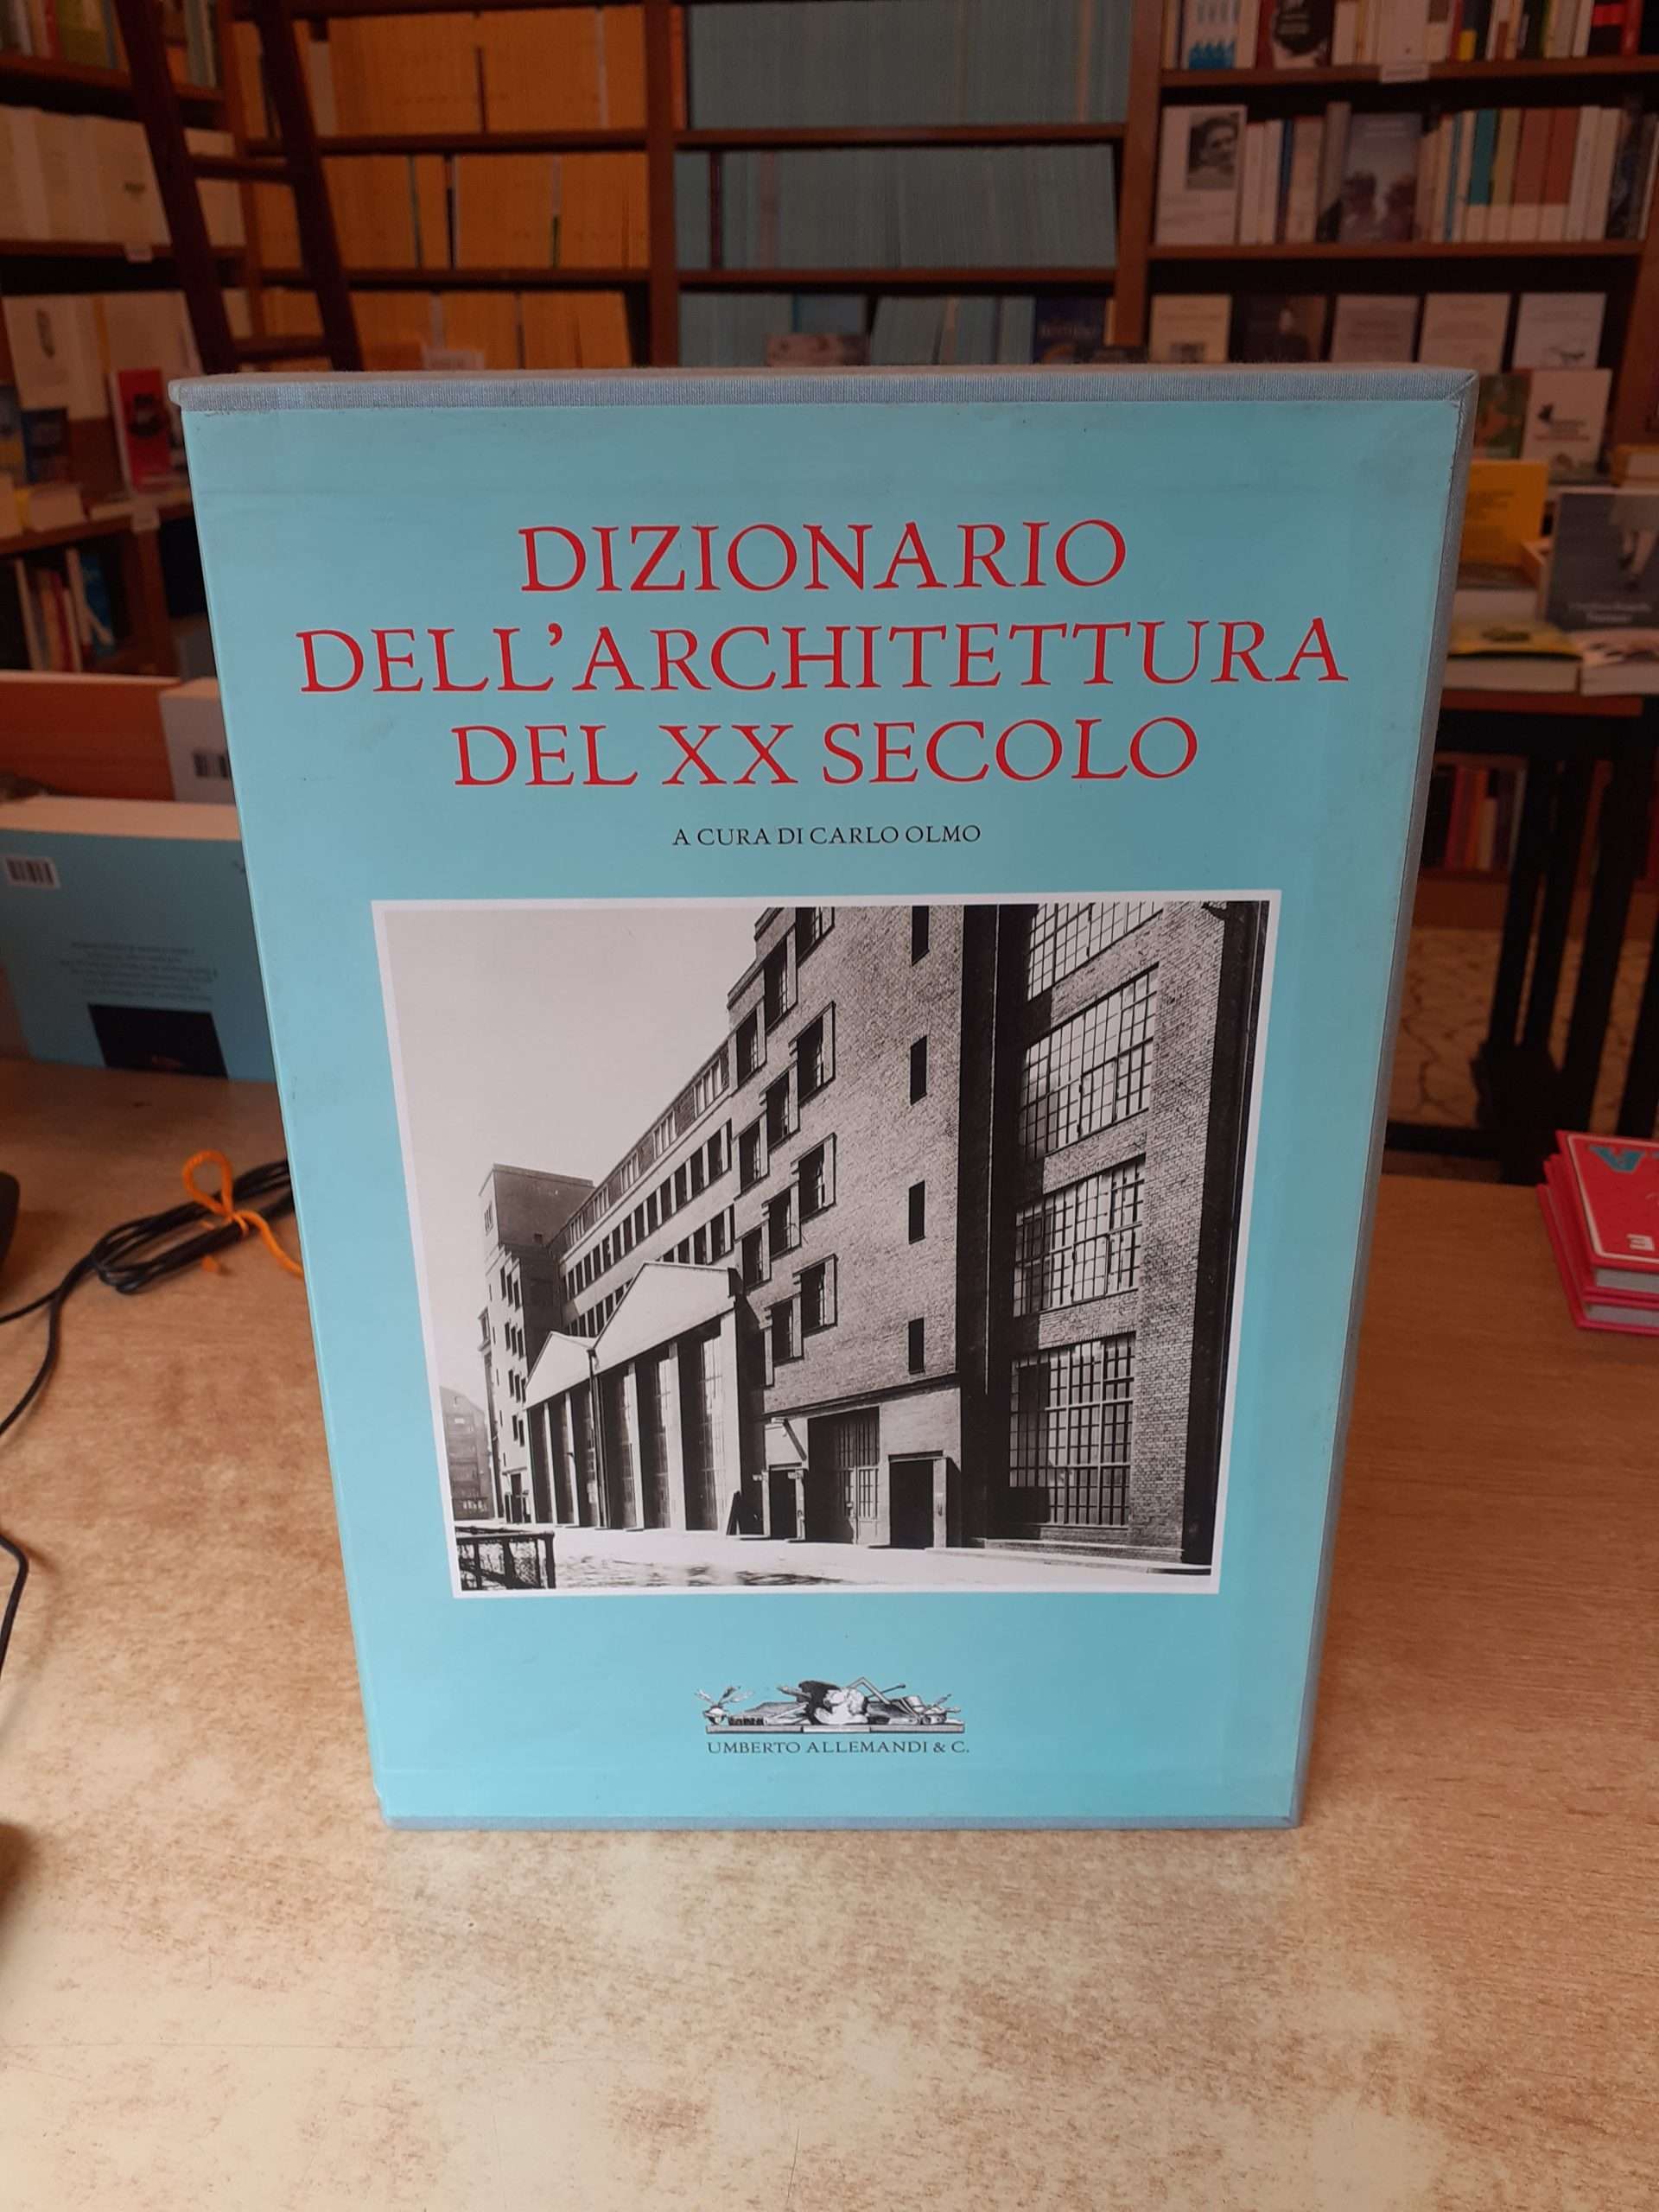 DIZIONARIO
DELL'ARCHITETTURA
DEL XX SECOLO
A CURA DI CARLO OLMO
UMBERTO ALLEMANDI & C.